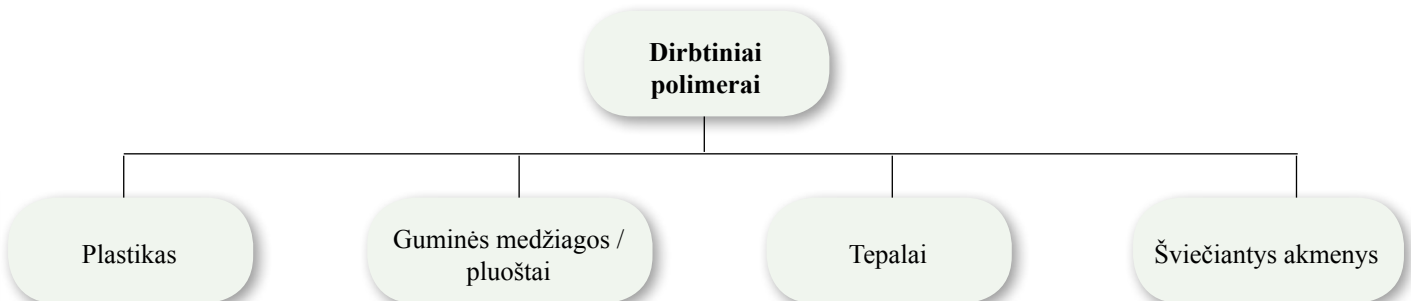 Dirbtiniai
polimerai
Plastikas
Guminės medžiagos /
pluoštai
Tepalai
Šviečiantys akmenys